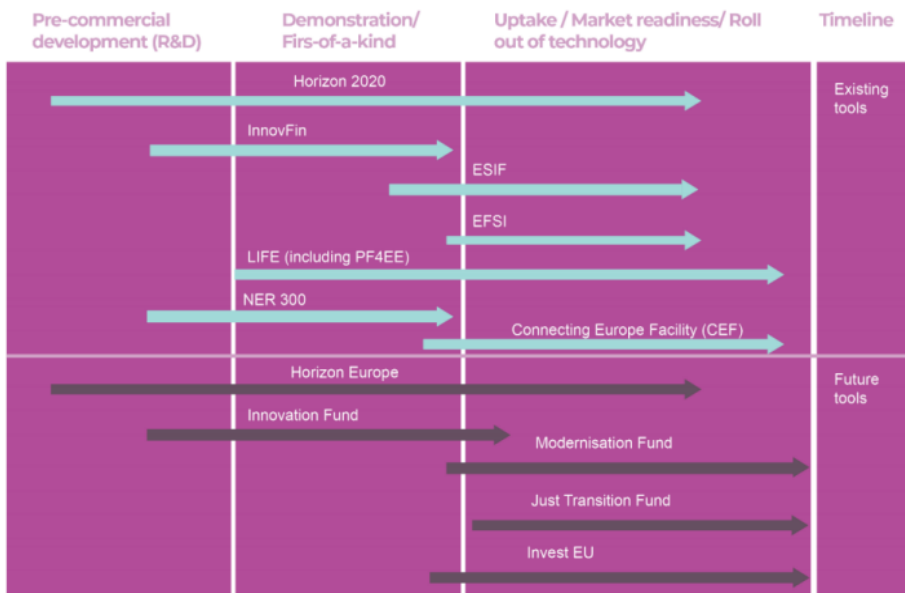 Pre-commercial
development (R&D)
Demonstration/
Firs-of-a-kind
Uptake / Market readiness/ Roll
out of technology
Timeline
Horizon 2020
Existing
tools
InnovFin
ESIF
EFSI
LIFE (including PF4EE)
NER 300
Connecting Europe Facility (CEF)
Horizon Europe
Future
tools
Innovation Fund
Modernisation Fund
Just Transition Fund
Invest EU